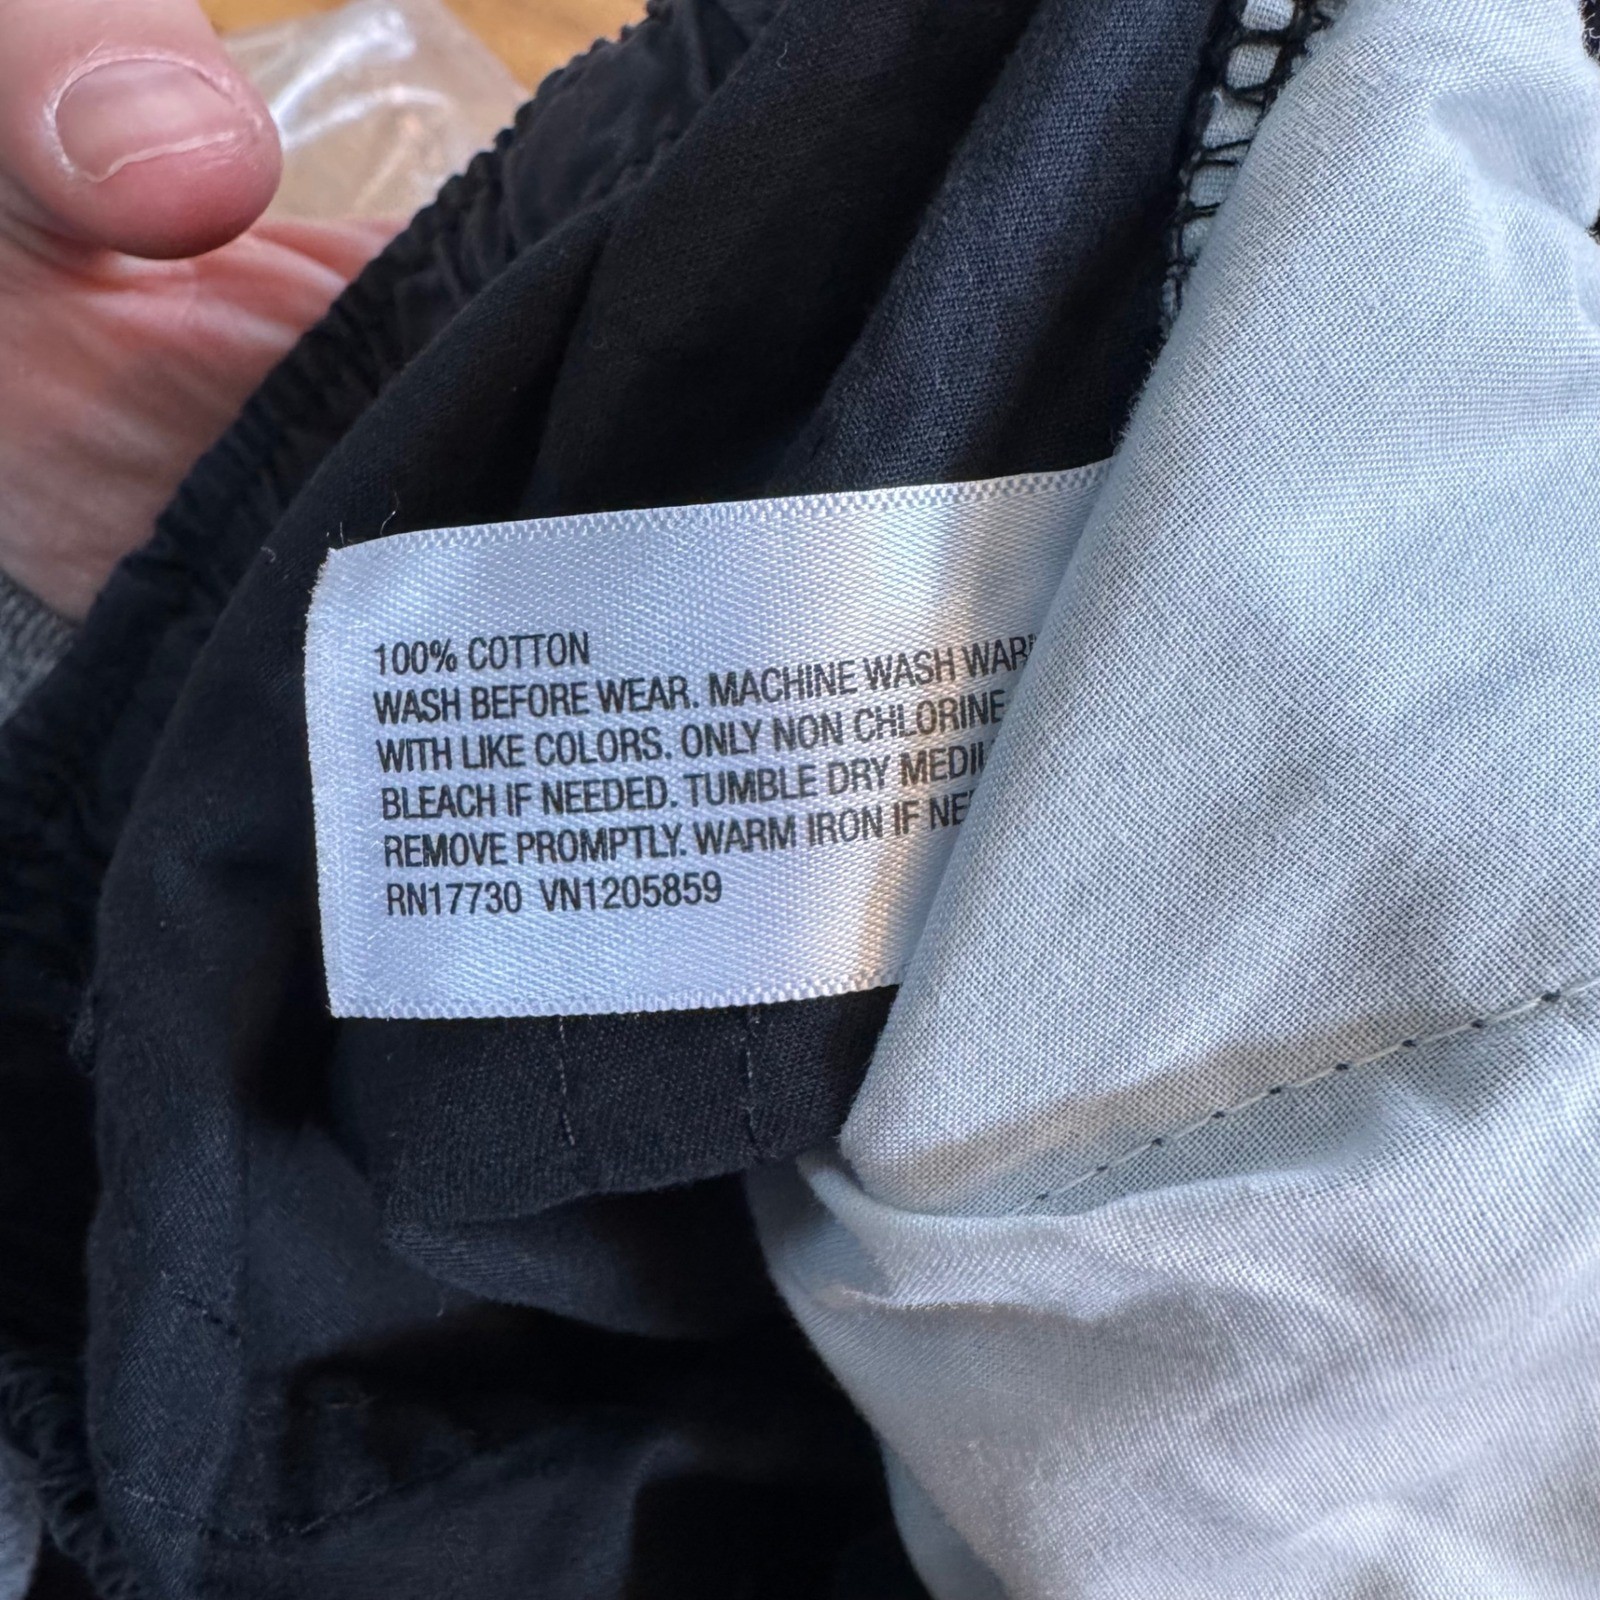 100% COTTON
WASH BEFORE WEAR. MACHINE WASH
WITH LIKE COLORS. ONLY NON CHLORINE
BLEACH IF NEEDED. TUMBLE DRY
REMOVE PROMPTLY. WARM IRON IF
RN17730 VN1205859